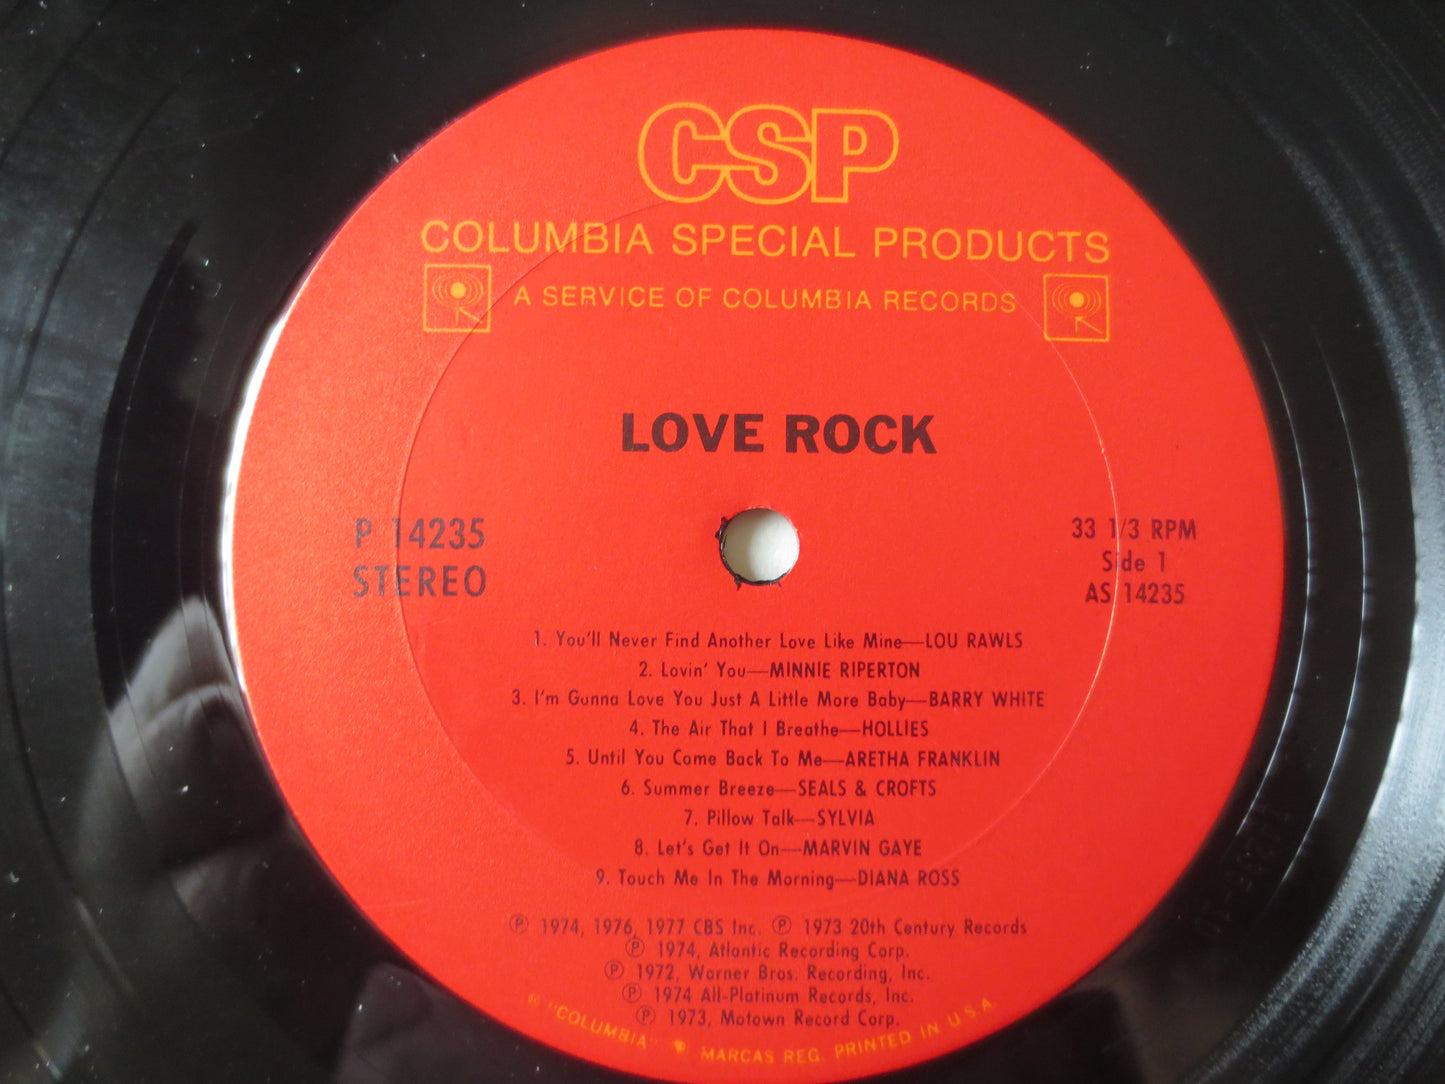 CSP
COLUMBIA SPECIAL PRODUCTS
A SERVICE OF COLUMBIA RECORDS
LOVE ROCK
P 14235
STEREO
33 1/3 RPM
Side 1
AS 14235
1. You'll Never Find Another Love Like Mine—LOU RAWLS
2. Lovin' You—MINNIE RIPERTON
3. I'm Gunna Love You Just A Little More Baby—BARRY WHITE
4. The Air That I Breathe—HOLLIES
5. Until You Come Back To Me—ARETHA FRANKLIN
6. Summer Breeze—SEALS & CROFTS
7. Pillow Talk—SYLVIA
8. Let's Get It On—MARVIN GAYE
9. Touch Me In The Morning—DIANA ROSS
℗ 1974, 1976, 1977 CBS Inc. ℗ 1973 20th Century Records
℗ 1974, Atlantic Recording Corp.
℗ 1972, Warner Bros. Recording, Inc.
℗ 1974 All-Platinum Records, Inc.
℗ 1973, Motown Record Corp.
"COLUMBIA" MARCAS REG. PRINTED IN U.S.A.